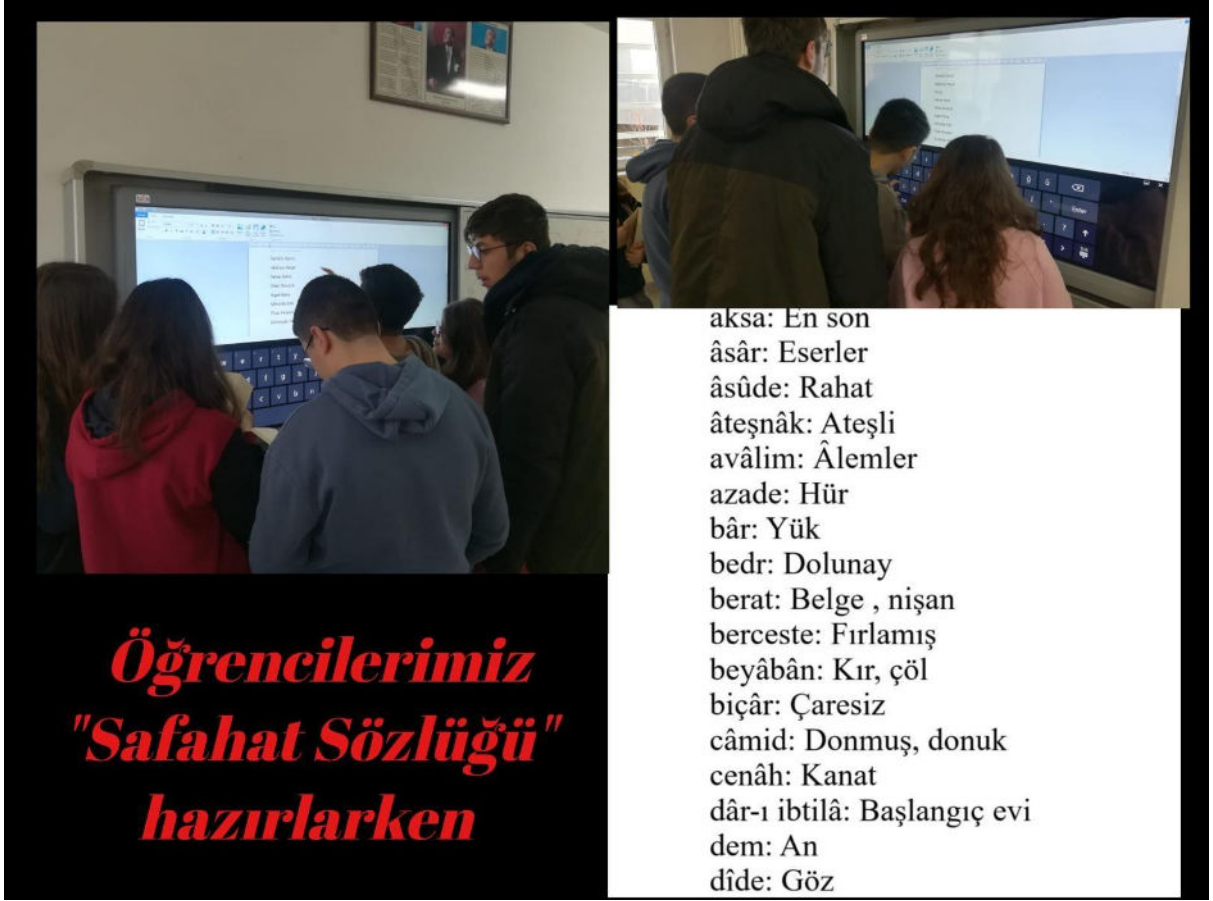 aksa: En son
âsâr: Eserler
âsûde: Rahat
âteşnâk: Ateşli
avâlim: Âlemler
azade: Hür
bâr: Yük
bedr: Dolunay
berat: Belge , nişan
berceste: Fırlamış
beyâbân: Kır, çöl
biçâr: Çaresiz
câmid: Donmuş, donuk
cenâh: Kanat
dâr-ı ibtilâ: Başlangıç evi
dem: An
dîde: Göz
Öğrencilerimiz
"Safahat Sözlüğü"
hazırlarken